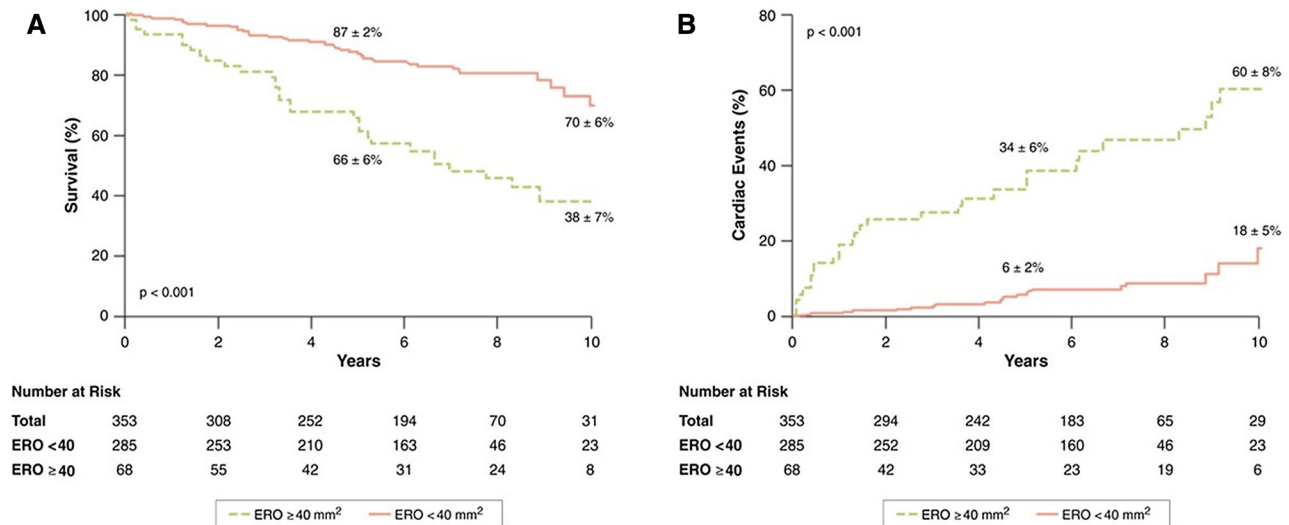 A
Survival (%)
100
80
60
40
20
0
87 ± 2%
70 ± 6%
66 ± 6%
38 ± 7%
p < 0.001
0 2 4 6 8 10
Years
Number at Risk
Total 353 308 252 194 70 31
ERO <40 285 253 210 163 46 23
ERO ≥40 68 55 42 31 24 8
ERO ≥40 mm² ERO <40 mm²
B
Cardiac Events (%)
80
60
40
20
0
p < 0.001
60 ± 8%
34 ± 6%
18 ± 5%
6 ± 2%
0 2 4 6 8 10
Years
Number at Risk
Total 353 294 242 183 65 29
ERO <40 285 252 209 160 46 23
ERO ≥40 68 42 33 23 19 6
ERO ≥40 mm² ERO <40 mm²